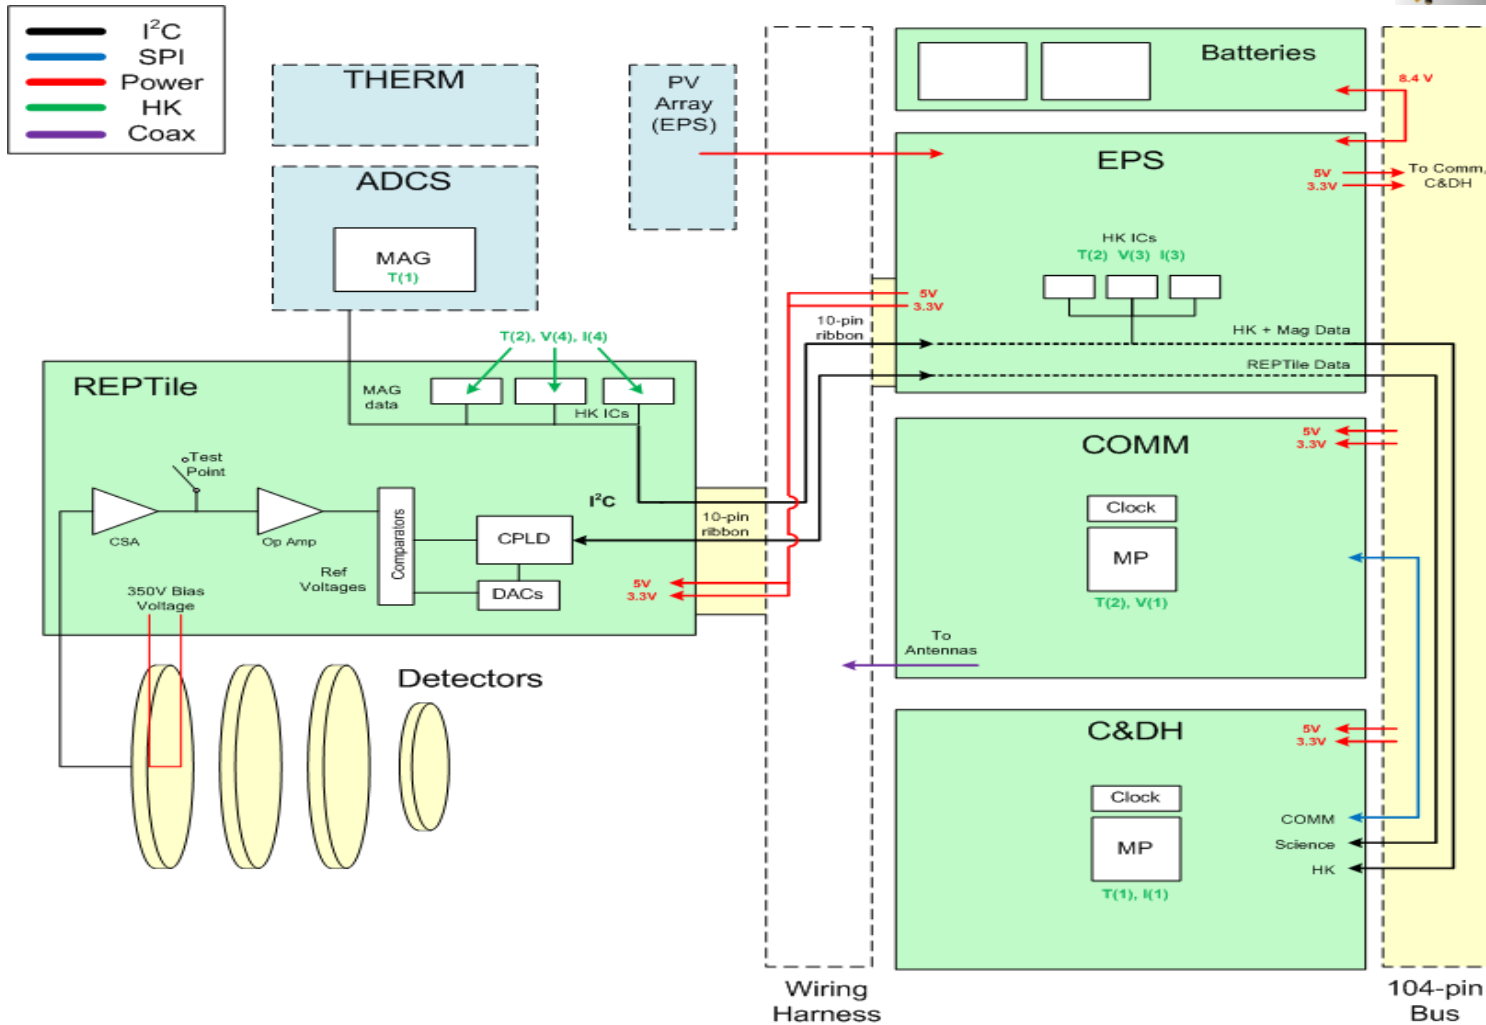 I²C
SPI
Power
HK
Coax
THERM
ADCS
MAG
T(1)
PV
Array
(EPS)
Batteries
8.4 V
EPS
5V
3.3V
To Comm,
C&DH
HK ICs
T(2) V(3) I(3)
5V
3.3V
10-pin
ribbon
HK + Mag Data
REPTile Data
T(2), V(4), I(4)
REPTile
MAG
data
HK ICs
Test
Point
CSA
Op Amp
Comparators
I²C
CPLD
DACs
Ref
Voltages
350V Bias
Voltage
10-pin
ribbon
5V
3.3V
Detectors
COMM
5V
3.3V
Clock
MP
T(2), V(1)
To
Antennas
C&DH
5V
3.3V
Clock
MP
T(1), I(1)
COMM
Science
HK
Wiring
Harness
104-pin
Bus